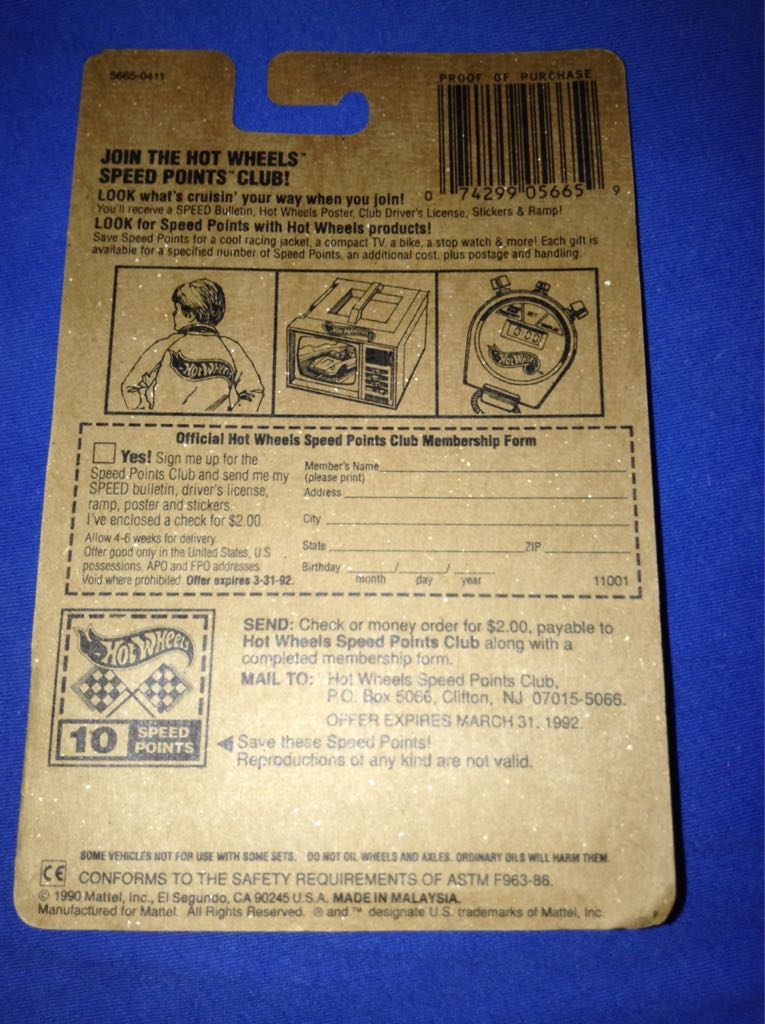 5665-0411
PROOF OF PURCHASE
0 74299 05665 9
JOIN THE HOT WHEELS™
SPEED POINTS™ CLUB!
LOOK what's cruisin' your way when you join!
You'll receive a SPEED Bulletin, Hot Wheels Poster, Club Driver's License, Stickers & Ramp!
LOOK for Speed Points with Hot Wheels products!
Save Speed Points for a cool racing jacket, a compact TV, a bike, a stop watch & more! Each gift is
available for a specified number of Speed Points, an additional cost, plus postage and handling.
Hot Wheels
Hot Wheels
Hot Wheels
Official Hot Wheels Speed Points Club Membership Form
Yes! Sign me up for the
Speed Points Club and send me my
SPEED bulletin, driver's license,
ramp, poster and stickers.
I've enclosed a check for $2.00.
Allow 4-6 weeks for delivery.
Offer good only in the United States, U.S.
possessions, APO and FPO addresses.
Void where prohibited. Offer expires 3-31-92.
Member's Name
(please print)
Address
City
State ZIP
Birthday / /
month day year
11001
HOT WHEELS
10 SPEED
POINTS
SEND: Check or money order for $2.00, payable to
Hot Wheels Speed Points Club along with a
completed membership form.
MAIL TO: Hot Wheels Speed Points Club,
P.O. Box 5066, Clifton, NJ 07015-5066.
OFFER EXPIRES MARCH 31, 1992.
Save these Speed Points!
Reproductions of any kind are not valid.
SOME VEHICLES NOT FOR USE WITH SOME SETS. DO NOT OIL WHEELS AND AXLES. ORDINARY OILS WILL HARM THEM.
CE CONFORMS TO THE SAFETY REQUIREMENTS OF ASTM F963-86.
© 1990 Mattel, Inc., El Segundo, CA 90245 U.S.A. MADE IN MALAYSIA.
Manufactured for Mattel. All Rights Reserved. ® and ™ designate U.S. trademarks of Mattel, Inc.